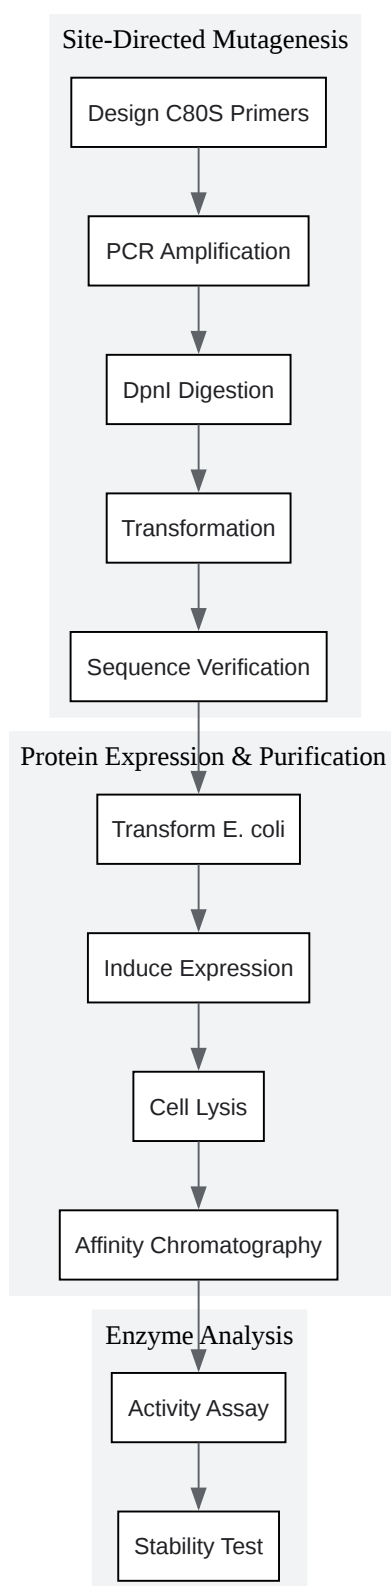 Site-Directed Mutagenesis
Design C80S Primers
PCR Amplification
DpnI Digestion
Transformation
Sequence Verification
Protein Expression & Purification
Transform E. coli
Induce Expression
Cell Lysis
Affinity Chromatography
Enzyme Analysis
Activity Assay
Stability Test